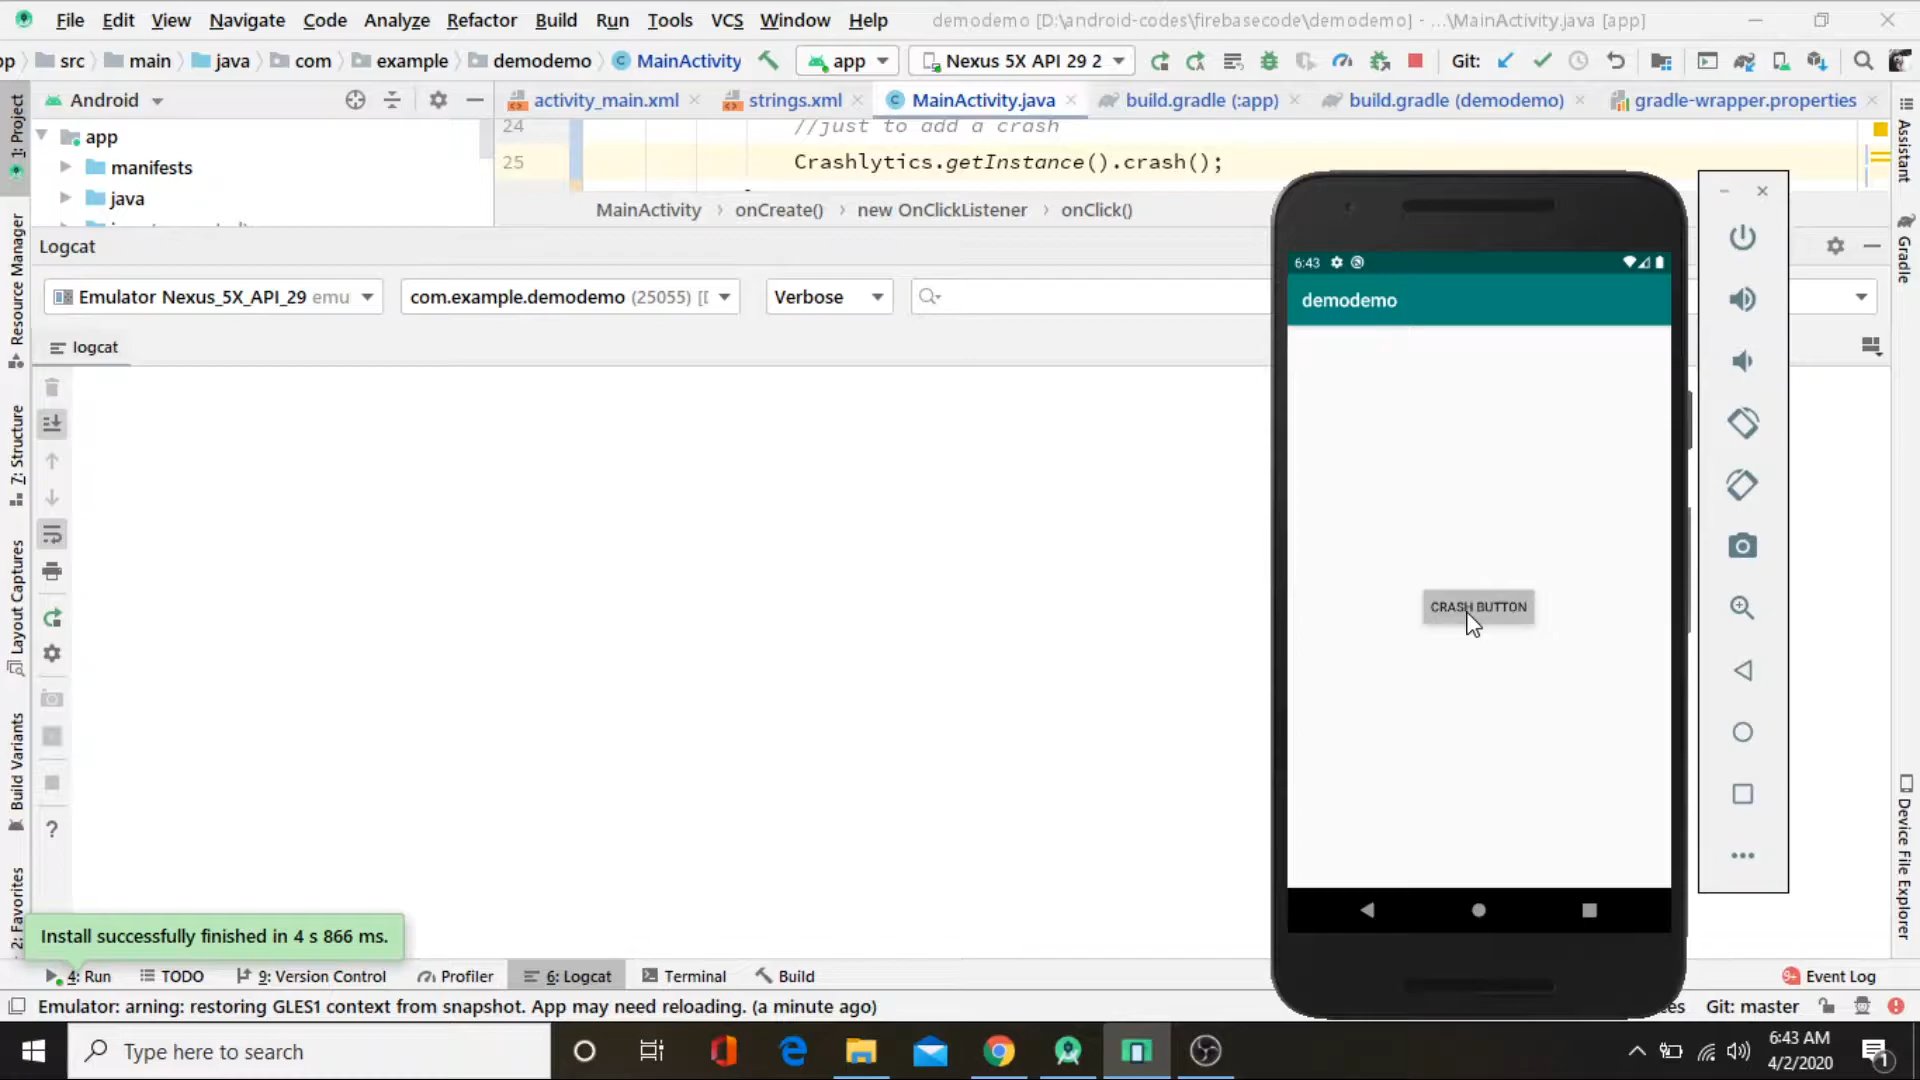 File Edit View Navigate Code Analyze Refactor Build Run Tools VCS Window Help demodemo [D:\android-codes\firebasecode\demodemo] - ...\MainActivity.java [app]
src main java com example demodemo MainActivity app Nexus 5X API 29 2 Git:
1: Project
Android
activity_main.xml strings.xml MainActivity.java build.gradle (:app) build.gradle (demodemo) gradle-wrapper.properties
Assistant
app
manifests
java
24 //just to add a crash
25 Crashlytics.getInstance().crash();
MainActivity onCreate() new OnClickListener onClick()
Gradle
Resource Manager
Logcat
Emulator Nexus_5X_API_29 emu com.example.demodemo (25055) [[ Verbose
logcat
6:43
demodemo
CRASH BUTTON
Z: Structure
Layout Captures
Build Variants
2: Favorites
?
Device File Explorer
Install successfully finished in 4 s 866 ms.
4: Run TODO 9: Version Control Profiler 6: Logcat Terminal Build 9+ Event Log
Emulator: arning: restoring GLES1 context from snapshot. App may need reloading. (a minute ago) Git: master
Type here to search
6:43 AM
4/2/2020
1